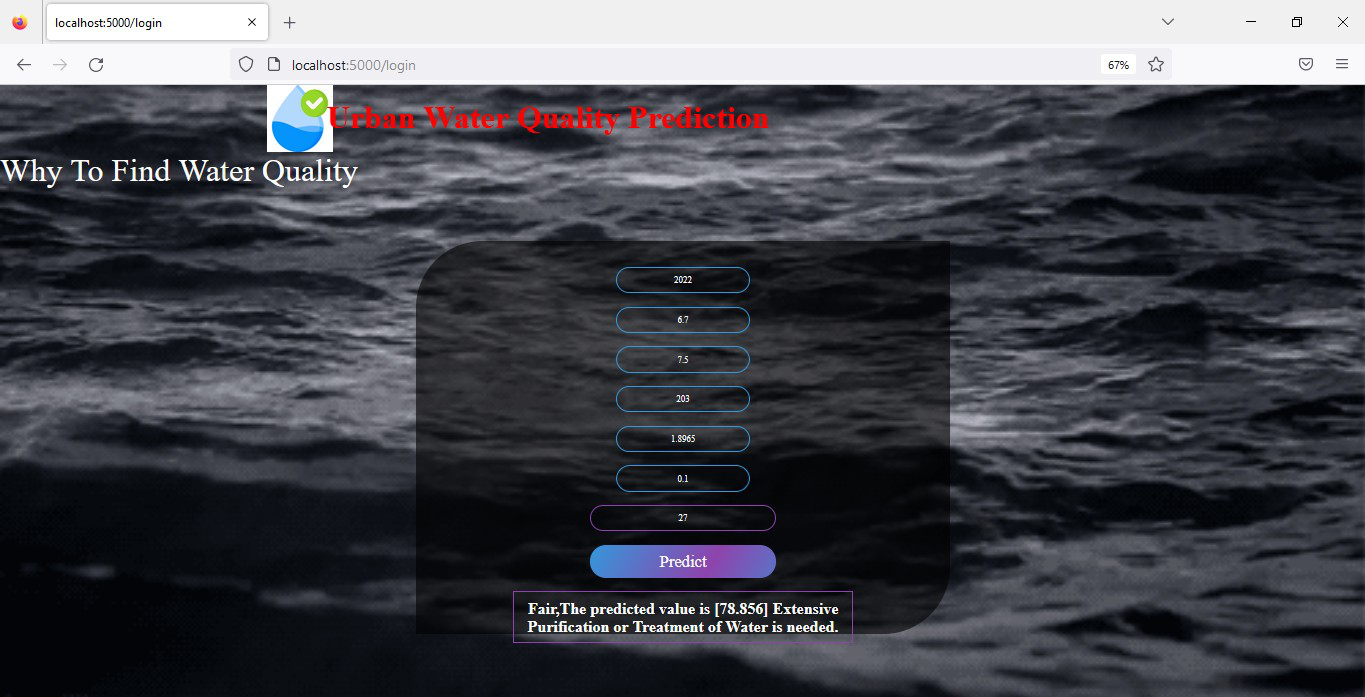 localhost:5000/login
localhost:5000/login
67%
Urban Water Quality Prediction
Why To Find Water Quality
2022
6.7
7.5
203
1.8965
0.1
27
Predict
Fair,The predicted value is [78.856] Extensive
Purification or Treatment of Water is needed.